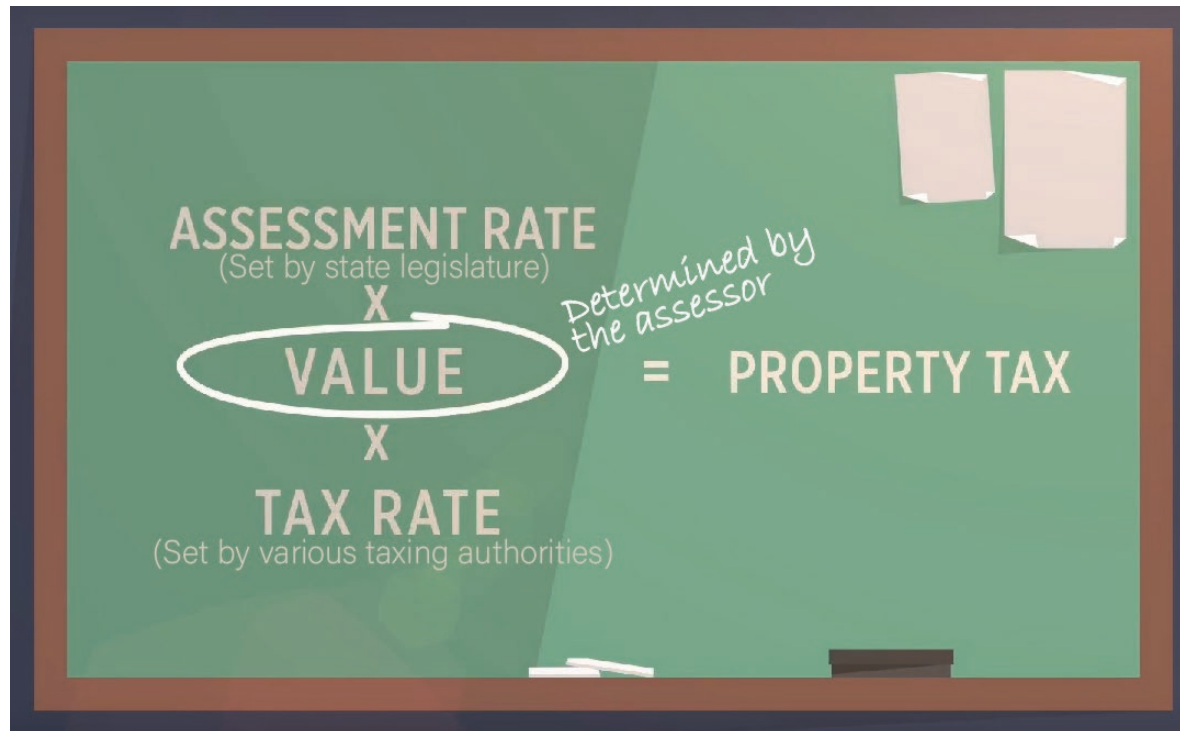 ASSESSMENT RATE
(Set by state legislature)
X
VALUE
X
TAX RATE
(Set by various taxing authorities)
Determined by
the assessor
=
PROPERTY TAX